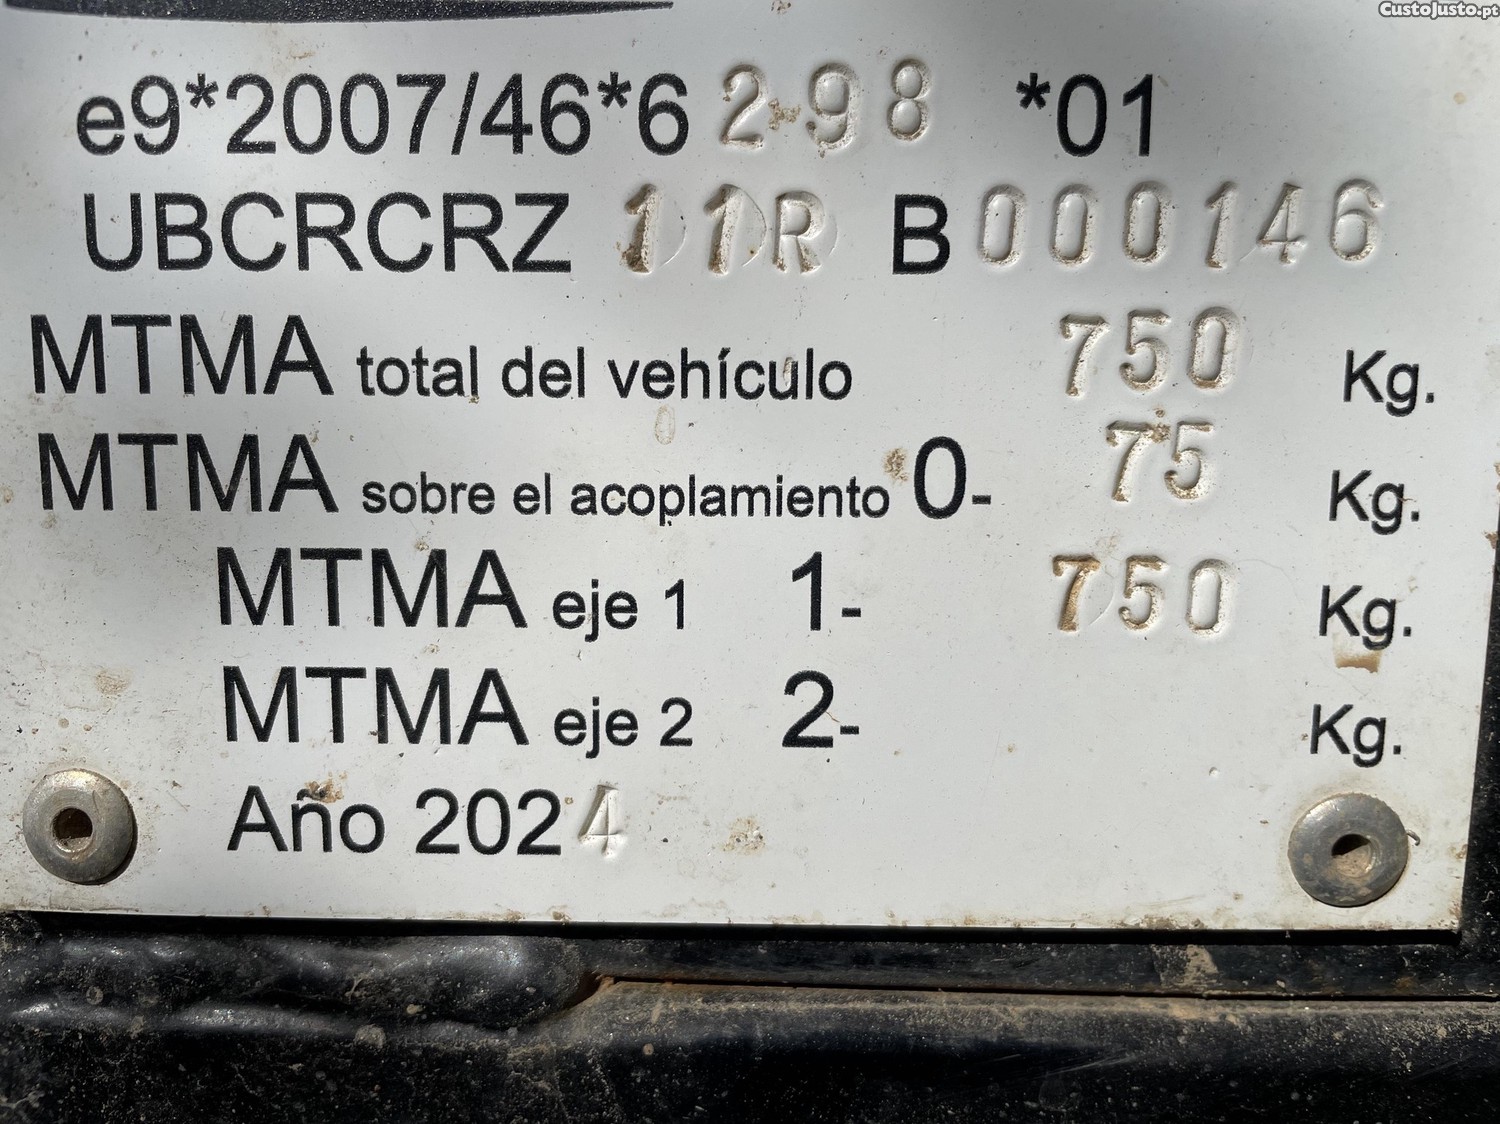 CustoJusto.pt
e9*2007/46*6 298 *01
UBCRCRZ 11R B000146
MTMA total del vehículo 750 Kg.
MTMA sobre el acoplamiento 0- 75 Kg.
MTMA eje 1 1- 750 Kg.
MTMA eje 2 2- Kg.
Año 2024